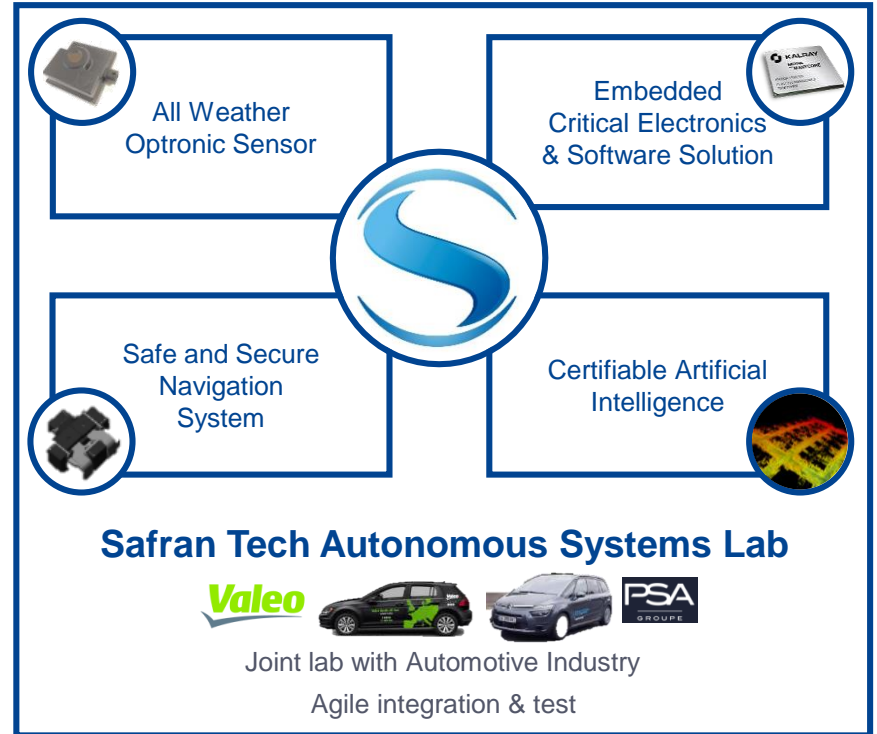 All Weather
Optronic Sensor
KALRAY
Embedded
Critical Electronics
& Software Solution
Safe and Secure
Navigation
System
Certifiable Artificial
Intelligence
Safran Tech Autonomous Systems Lab
Valeo
PSA
GROUPE
Joint lab with Automotive Industry
Agile integration & test